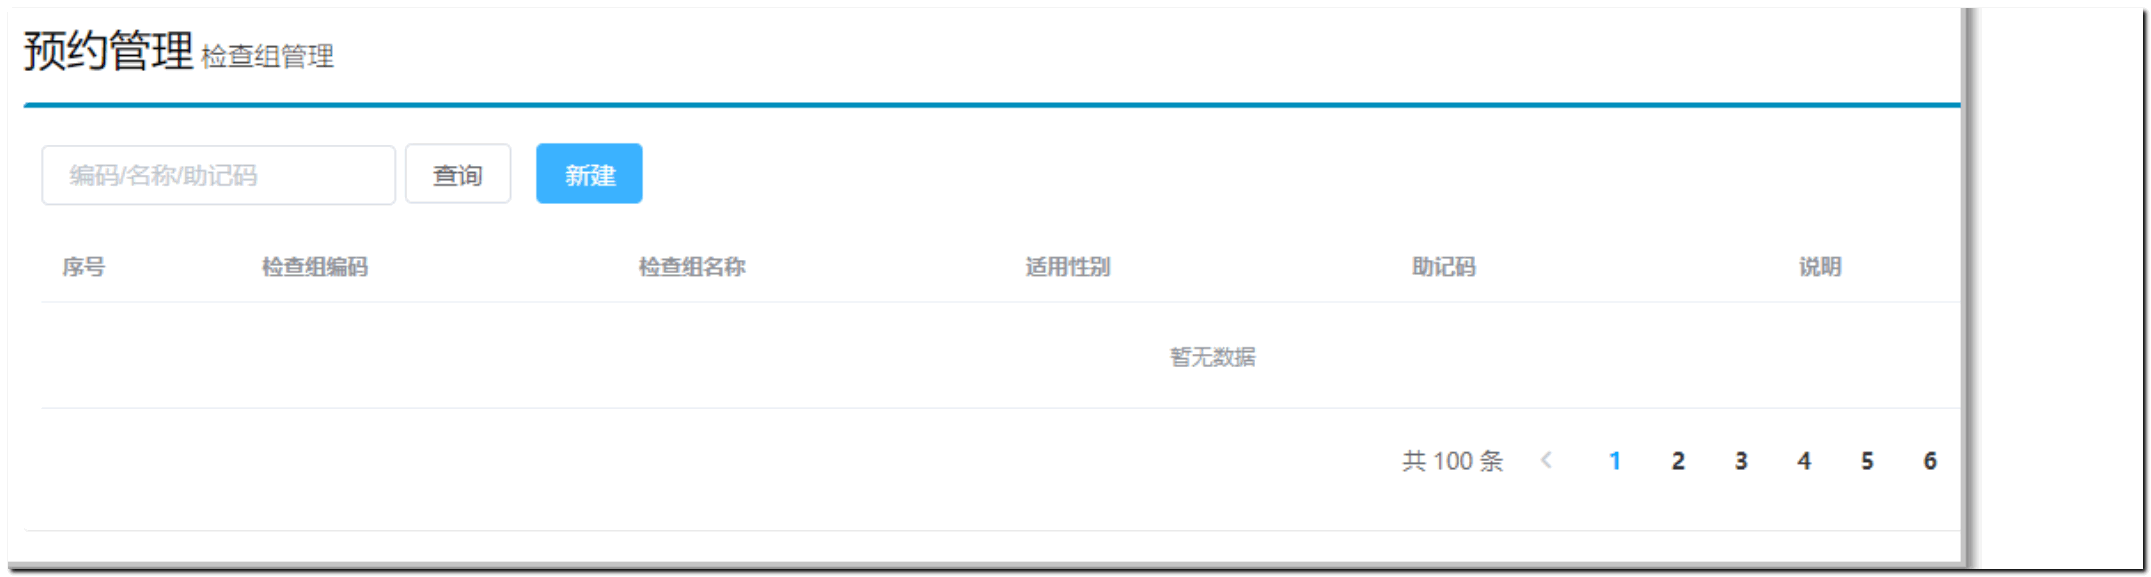 预约管理 检查组管理
编码/名称/助记码 查询 新建
序号 检查组编码 检查组名称 适用性别 助记码 说明
暂无数据
共 100 条 < 1 2 3 4 5 6